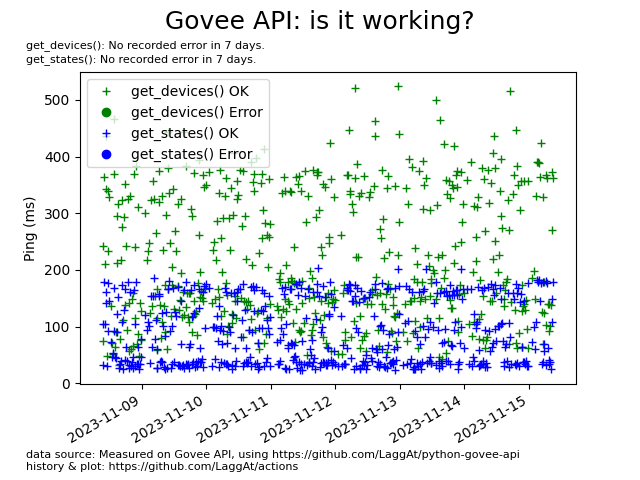 Govee API: is it working?
get_devices(): No recorded error in 7 days.
get_states(): No recorded error in 7 days.
get_devices() OK
get_devices() Error
get_states() OK
get_states() Error
Ping (ms)
500
400
300
200
100
0
2023-11-09
2023-11-10
2023-11-11
2023-11-12
2023-11-13
2023-11-14
2023-11-15
data source: Measured on Govee API, using https://github.com/LaggAt/python-govee-api
history & plot: https://github.com/LaggAt/actions